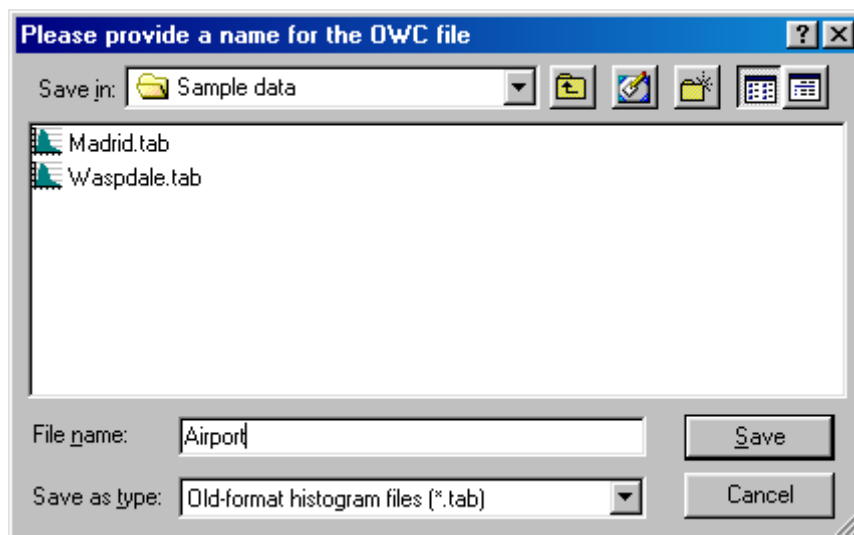 Please provide a name for the OWC file
Save in: Sample data
Madrid.tab
Waspdale.tab
File name: Airport Save
Save as type: Old-format histogram files (*.tab) Cancel